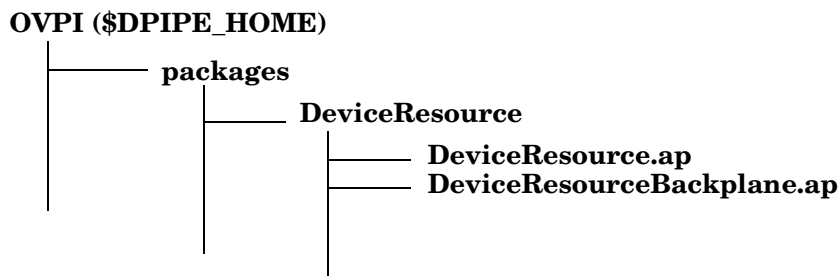 OVPI ($DPIPE_HOME)
packages
DeviceResource
DeviceResource.ap
DeviceResourceBackplane.ap